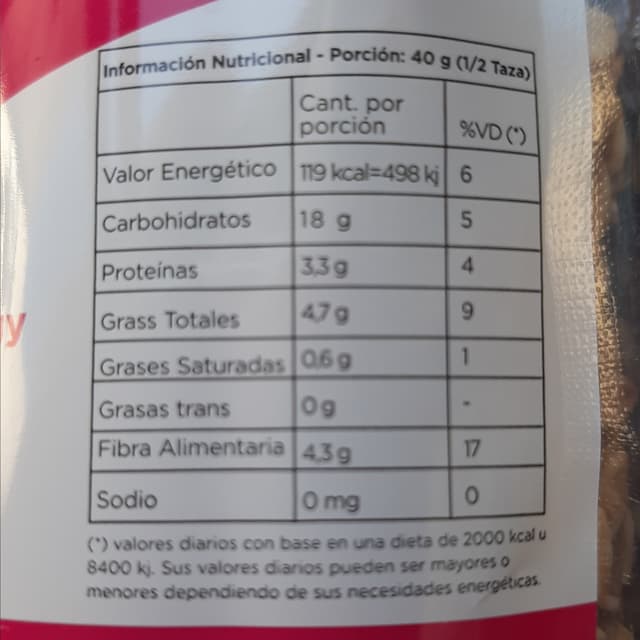 Información Nutricional - Porción: 40 g (1/2 Taza)
Cant. por
porción
%VD (*)
Valor Energético 119 kcal=498 kj 6
Carbohidratos 18 g 5
Proteínas 3,3 g 4
Grass Totales 4,7 g 9
Grases Saturadas 0,6 g 1
Grasas trans 0 g -
Fibra Alimentaria 4,3 g 17
Sodio 0 mg 0
(*) valores diarios con base en una dieta de 2000 kcal u
8400 kj. Sus valores diarios pueden ser mayores o
menores dependiendo de sus necesidades energéticas.